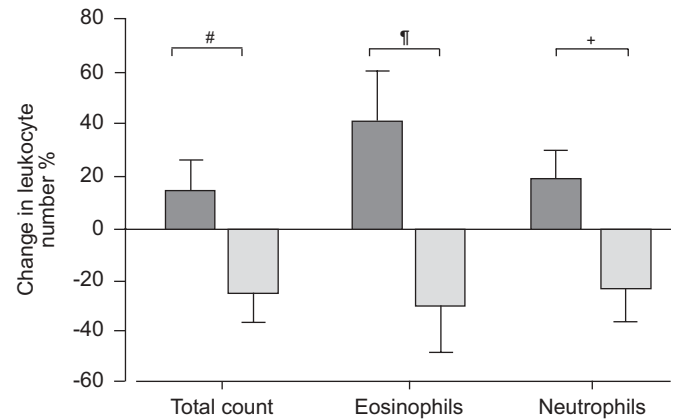 80
60
40
20
0
-20
-40
-60
Change in leukocyte
number %
#
¶
+
Total count
Eosinophils
Neutrophils